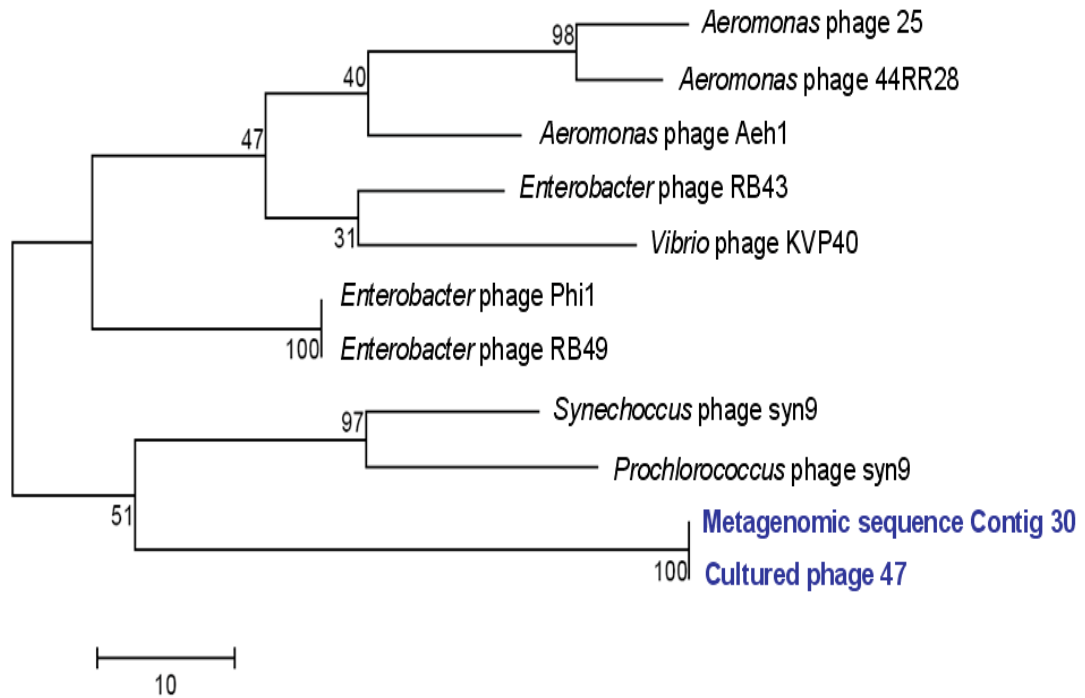 98
Aeromonas phage 25
Aeromonas phage 44RR28
40
Aeromonas phage Aeh1
47
Enterobacter phage RB43
31
Vibrio phage KVP40
Enterobacter phage Phi1
100
Enterobacter phage RB49
97
Synechoccus phage syn9
Prochlorococcus phage syn9
51
Metagenomic sequence Contig 30
100
Cultured phage 47
10